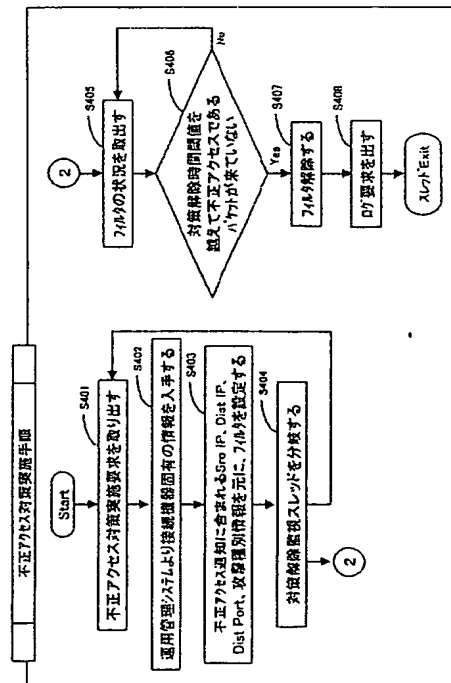 不正アクセス対策実施手順
Start
S401
不正アクセス対策実施要求を取り出す
S402
運用管理システムより接続機器固有の情報を入手する
S403
不正アクセス通知に含まれるSrc IP、Dist IP、
Dist Port、攻撃種別情報を元に、フィルタを設定する
S404
対策解除監視スレッドを分岐する
2
2
S405
フィルタの状況を取出す
S406
対策解除時間閾値を
越えて不正アクセスである
パケットが来ていない
No
Yes
S407
フィルタ解除する
S408
ログ要求を出す
スレッドExit